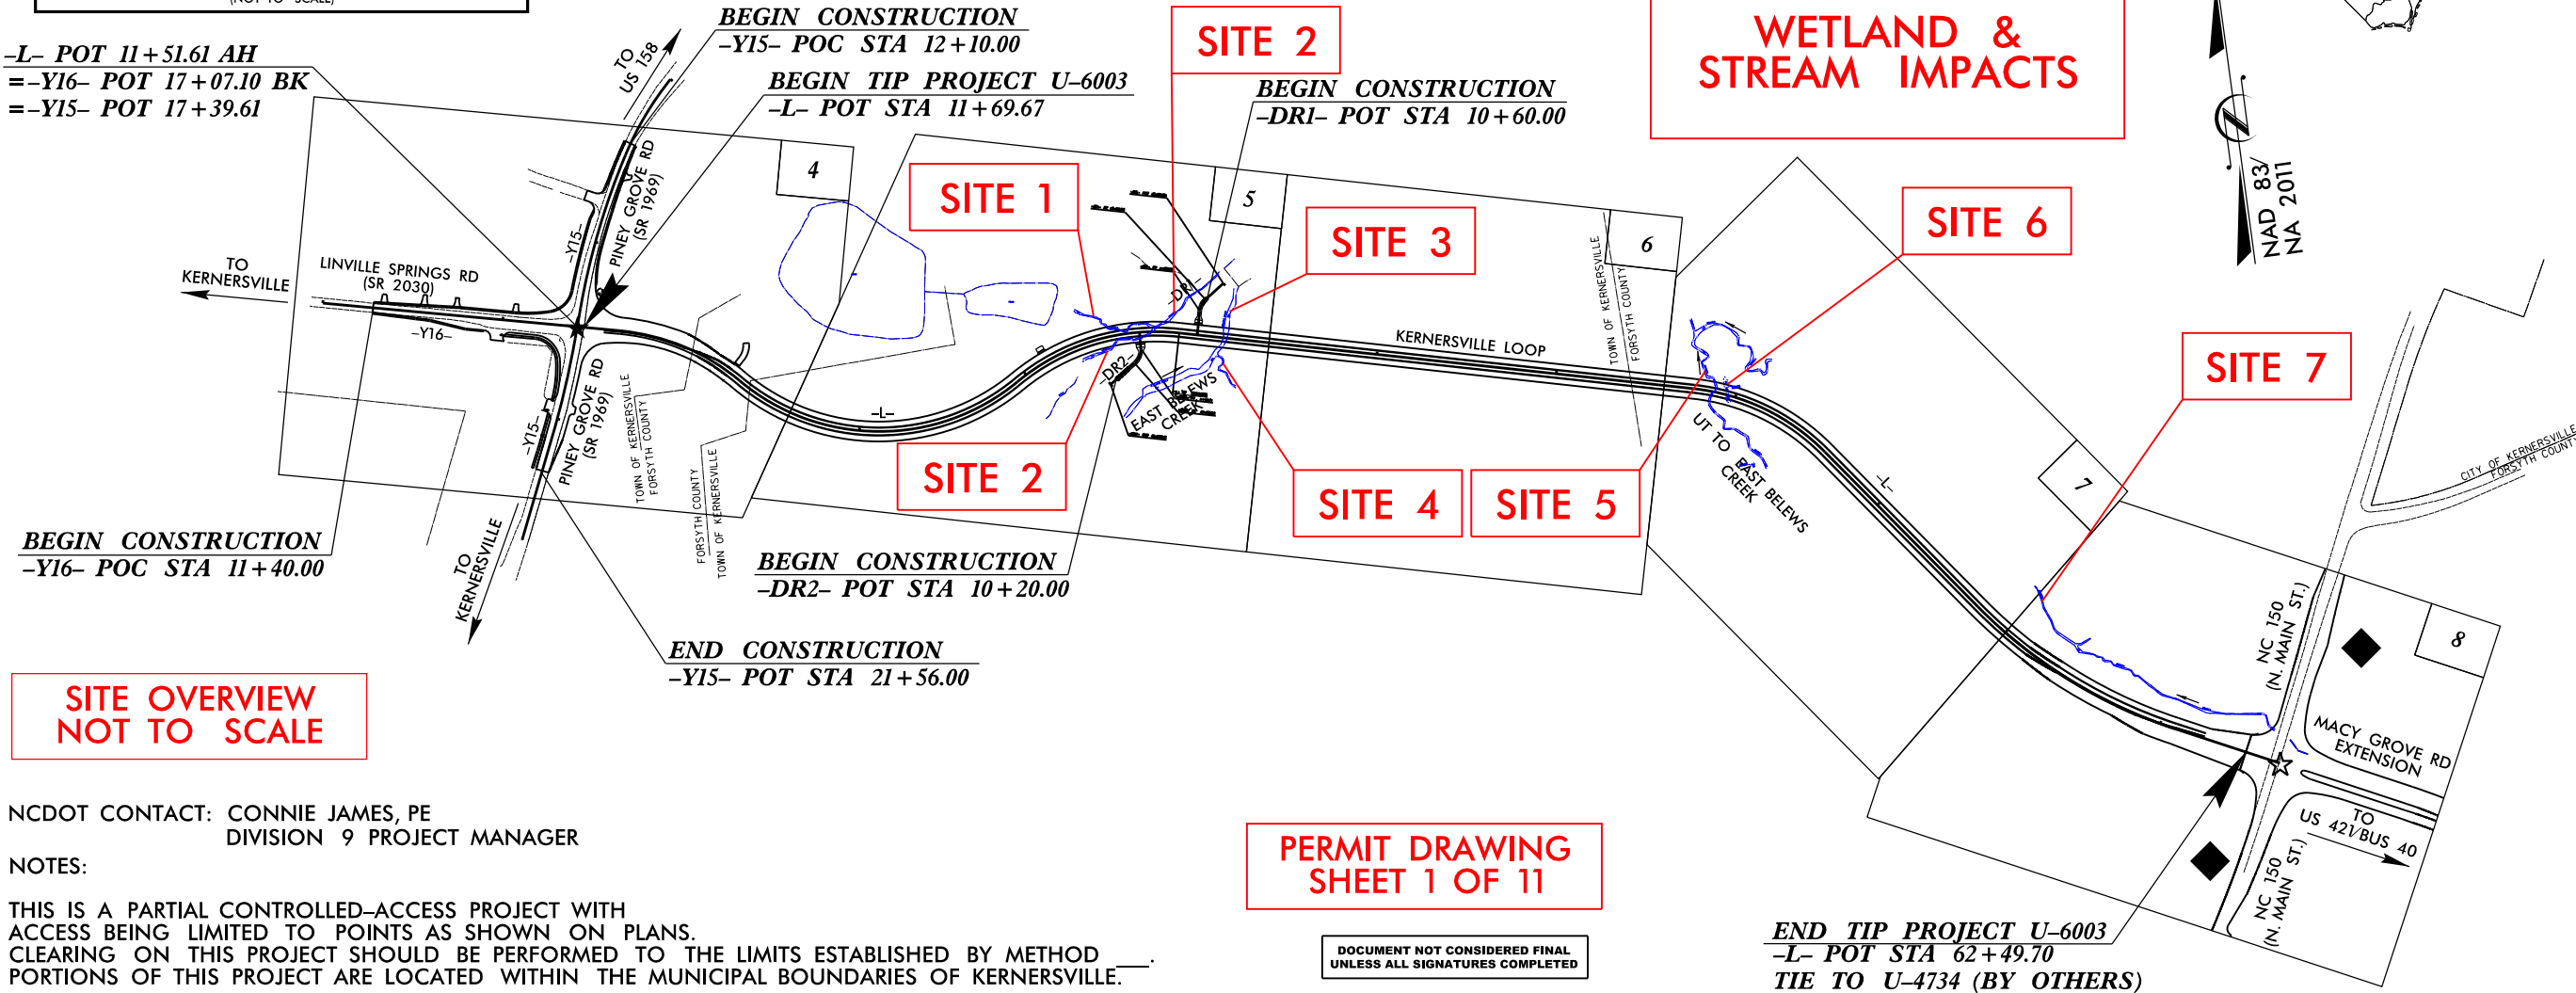 (NOT TO SCALE)
–L– POT 11+51.61 AH
=–Y16– POT 17+07.10 BK
=–Y15– POT 17+39.61
TO
US 158
BEGIN CONSTRUCTION
–Y15– POC STA 12+10.00
BEGIN TIP PROJECT U–6003
–L– POT STA 11+69.67
SITE 2
BEGIN CONSTRUCTION
–DR1– POT STA 10+60.00
WETLAND &
STREAM IMPACTS
NAD 83/
NA 2011
4
5
6
7
8
SITE 1
SITE 3
SITE 6
SITE 7
TO
KERNERSVILLE
LINVILLE SPRINGS RD
(SR 2030)
–Y16–
–Y15–
PINEY GROVE RD
(SR 1969)
–DR1–
–DR2–
KERNERSVILLE LOOP
TOWN OF KERNERSVILLE
FORSYTH COUNTY
–L–
EAST BELEWS
CREEK
UT TO EAST BELEWS
CREEK
–L–
CITY OF KERNERSVILLE
FORSYTH COUNTY
–Y15–
PINEY GROVE RD
(SR 1969)
TOWN OF KERNERSVILLE
FORSYTH COUNTY
FORSYTH COUNTY
TOWN OF KERNERSVILLE
SITE 2
SITE 4
SITE 5
BEGIN CONSTRUCTION
–Y16– POC STA 11+40.00
TO
KERNERSVILLE
BEGIN CONSTRUCTION
–DR2– POT STA 10+20.00
END CONSTRUCTION
–Y15– POT STA 21+56.00
NC 150
(N. MAIN ST.)
MACY GROVE RD
EXTENSION
TO
US 421/BUS 40
NC 150
(N. MAIN ST.)
SITE OVERVIEW
NOT TO SCALE
NCDOT CONTACT: CONNIE JAMES, PE
DIVISION 9 PROJECT MANAGER
NOTES:
THIS IS A PARTIAL CONTROLLED–ACCESS PROJECT WITH
ACCESS BEING LIMITED TO POINTS AS SHOWN ON PLANS.
CLEARING ON THIS PROJECT SHOULD BE PERFORMED TO THE LIMITS ESTABLISHED BY METHOD ___.
PORTIONS OF THIS PROJECT ARE LOCATED WITHIN THE MUNICIPAL BOUNDARIES OF KERNERSVILLE.
PERMIT DRAWING
SHEET 1 OF 11
DOCUMENT NOT CONSIDERED FINAL
UNLESS ALL SIGNATURES COMPLETED
END TIP PROJECT U–6003
–L– POT STA 62+49.70
TIE TO U–4734 (BY OTHERS)